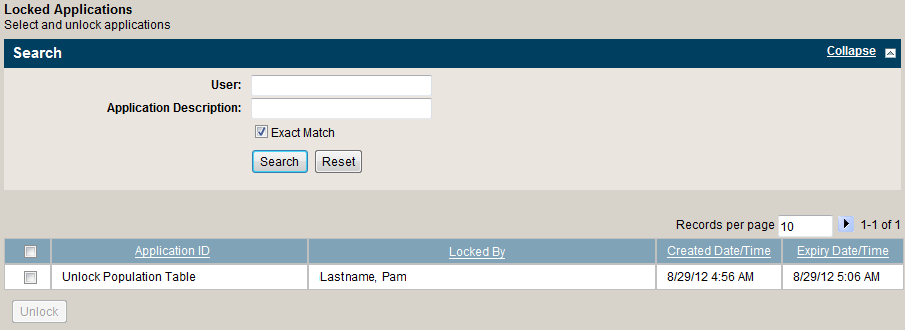 Locked Applications
Select and unlock applications
Search Collapse
User:
Application Description:
Exact Match
Search Reset
Records per page 10 1-1 of 1
Application ID Locked By Created Date/Time Expiry Date/Time
Unlock Population Table Lastname, Pam 8/29/12 4:56 AM 8/29/12 5:06 AM
Unlock